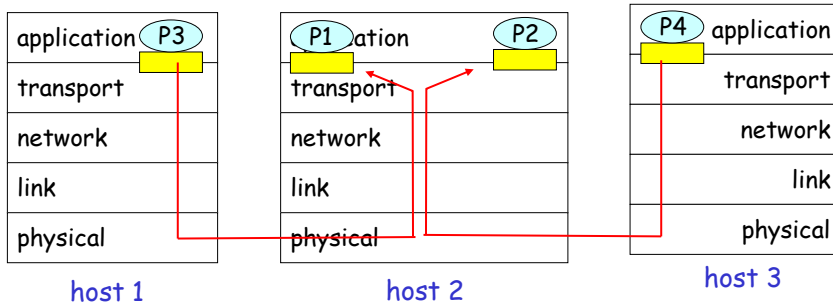 application P3
transport
network
link
physical
host 1
P1 ation P2
transport
network
link
physical
host 2
P4 application
transport
network
link
physical
host 3